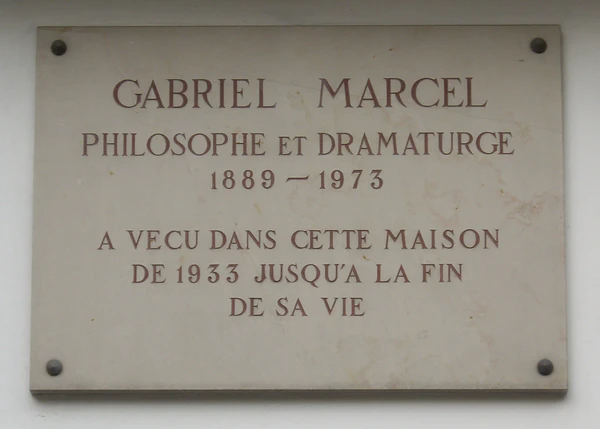 GABRIEL MARCEL
PHILOSOPHE ET DRAMATURGE
1889 – 1973
A VECU DANS CETTE MAISON
DE 1933 JUSQU'A LA FIN
DE SA VIE